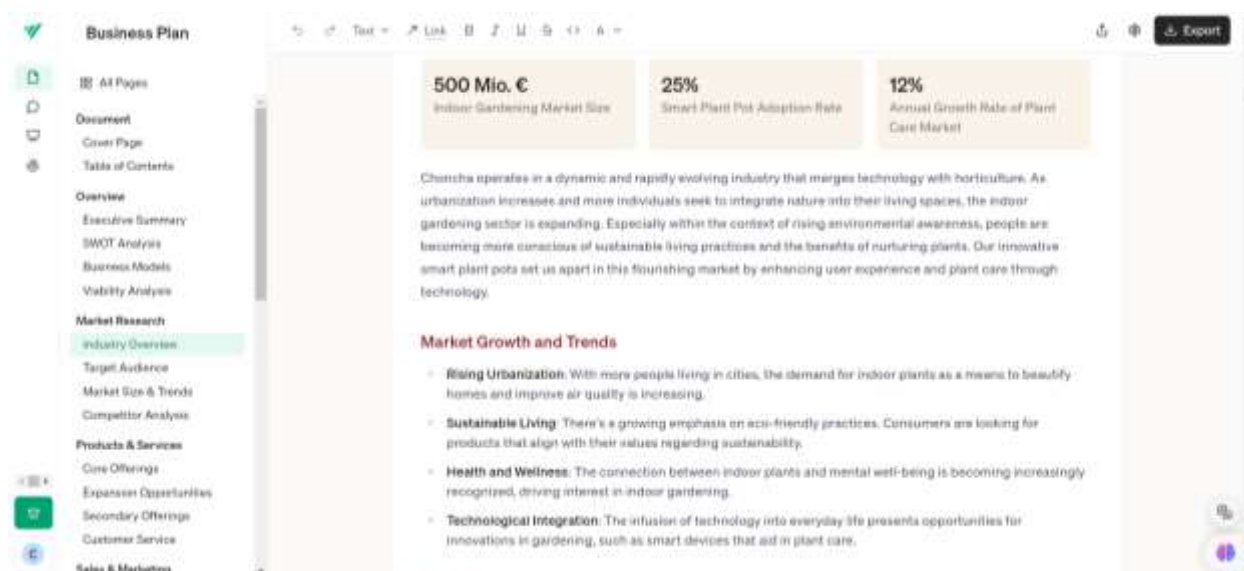 Business Plan
Text
Link
B I U S <> A
Export
All Pages
Document
Cover Page
Table of Contents
Overview
Executive Summary
SWOT Analysis
Business Models
Viability Analysis
Market Research
Industry Overview
Target Audience
Market Size & Trends
Competitor Analysis
Products & Services
Core Offerings
Expansion Opportunities
Secondary Offerings
Customer Service
Sales & Marketing
C
500 Mio. €
Indoor Gardening Market Size
25%
Smart Plant Pot Adoption Rate
12%
Annual Growth Rate of Plant
Care Market
Choncha operates in a dynamic and rapidly evolving industry that merges technology with horticulture. As
urbanization increases and more individuals seek to integrate nature into their living spaces, the indoor
gardening sector is expanding. Especially within the context of rising environmental awareness, people are
becoming more conscious of sustainable living practices and the benefits of nurturing plants. Our innovative
smart plant pots set us apart in this flourishing market by enhancing user experience and plant care through
technology.
Market Growth and Trends
Rising Urbanization: With more people living in cities, the demand for indoor plants as a means to beautify
homes and improve air quality is increasing.
Sustainable Living: There's a growing emphasis on eco-friendly practices. Consumers are looking for
products that align with their values regarding sustainability.
Health and Wellness: The connection between indoor plants and mental well-being is becoming increasingly
recognized, driving interest in indoor gardening.
Technological Integration: The infusion of technology into everyday life presents opportunities for
innovations in gardening, such as smart devices that aid in plant care.